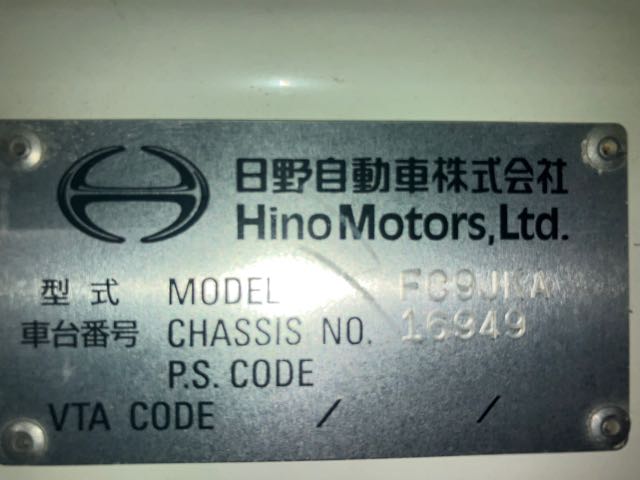 日野自動車株式会社
Hino Motors, Ltd.
型式 MODEL FC9JKA
車台番号 CHASSIS NO. 16949
P.S. CODE
VTA CODE / /